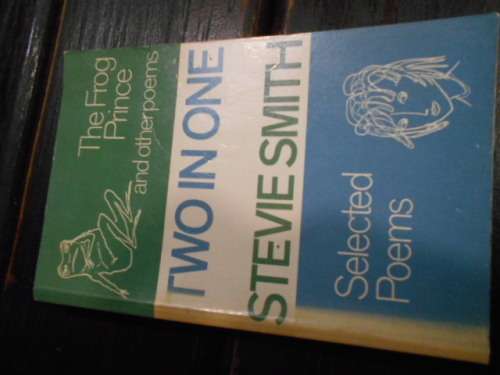 The Frog
Prince
and other poems
TWO IN ONE
STEVIE SMITH
Selected
Poems